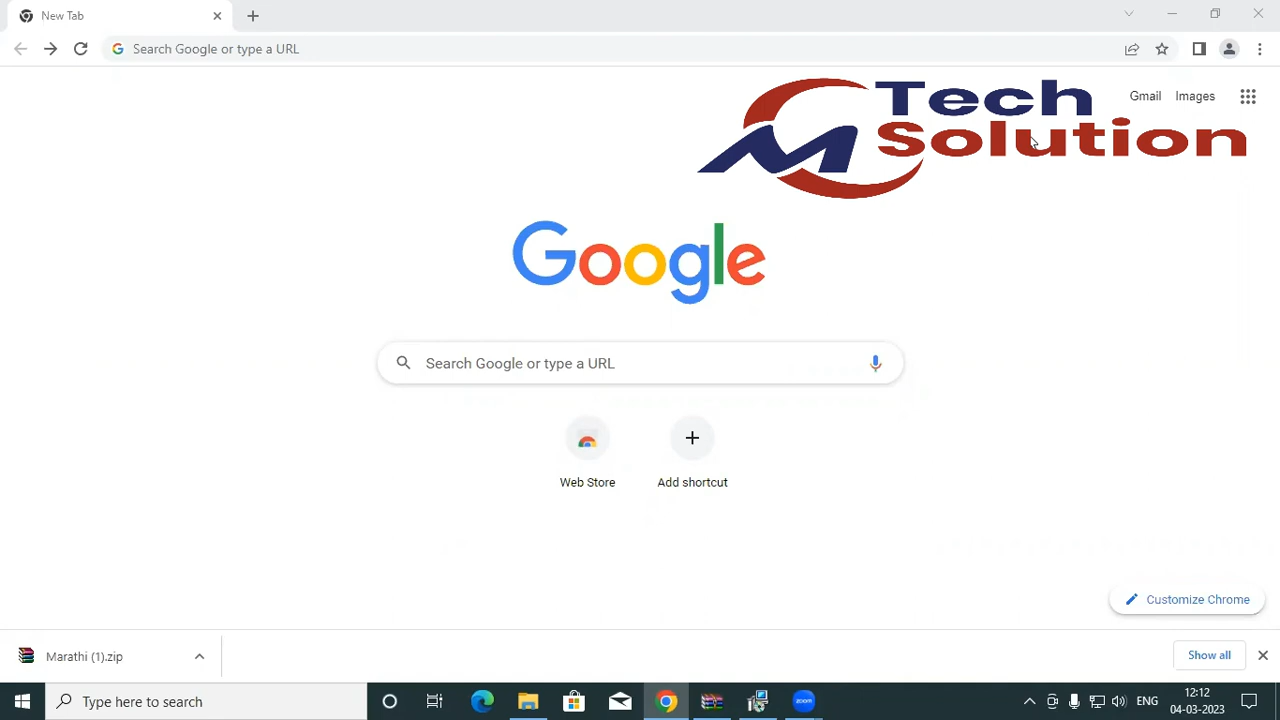 New Tab
Search Google or type a URL
Tech
Solution
Gmail Images
Google
Search Google or type a URL
Web Store Add shortcut
Customize Chrome
Marathi (1).zip
Show all
Type here to search
zoom
ENG
12:12
04-03-2023